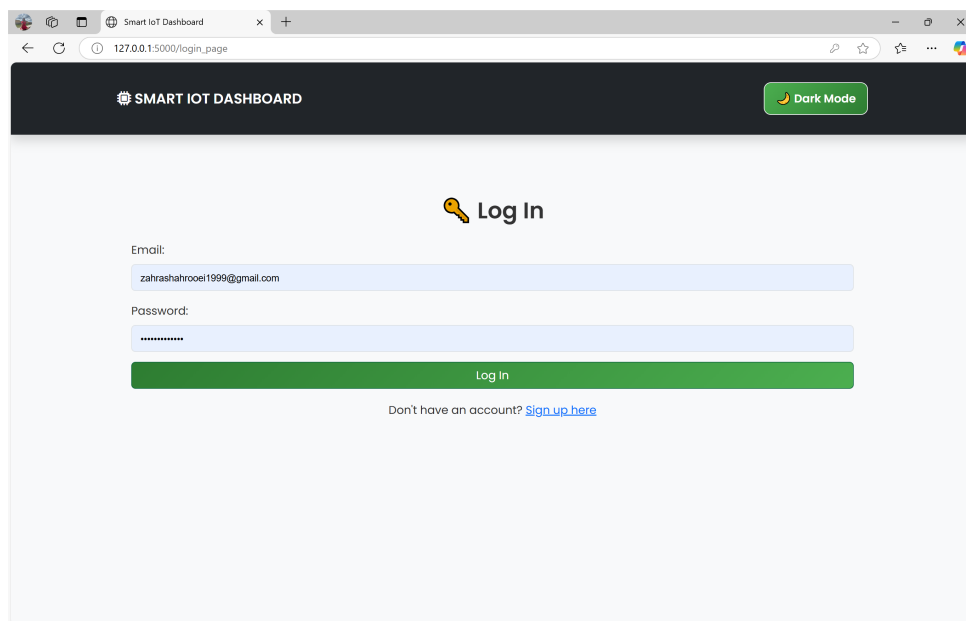 Smart IoT Dashboard
127.0.0.1:5000/login_page
SMART IOT DASHBOARD
🌙 Dark Mode
🔑 Log In
Email:
zahrashahrooei1999@gmail.com
Password:
•••••••••••••
Log In
Don't have an account? Sign up here